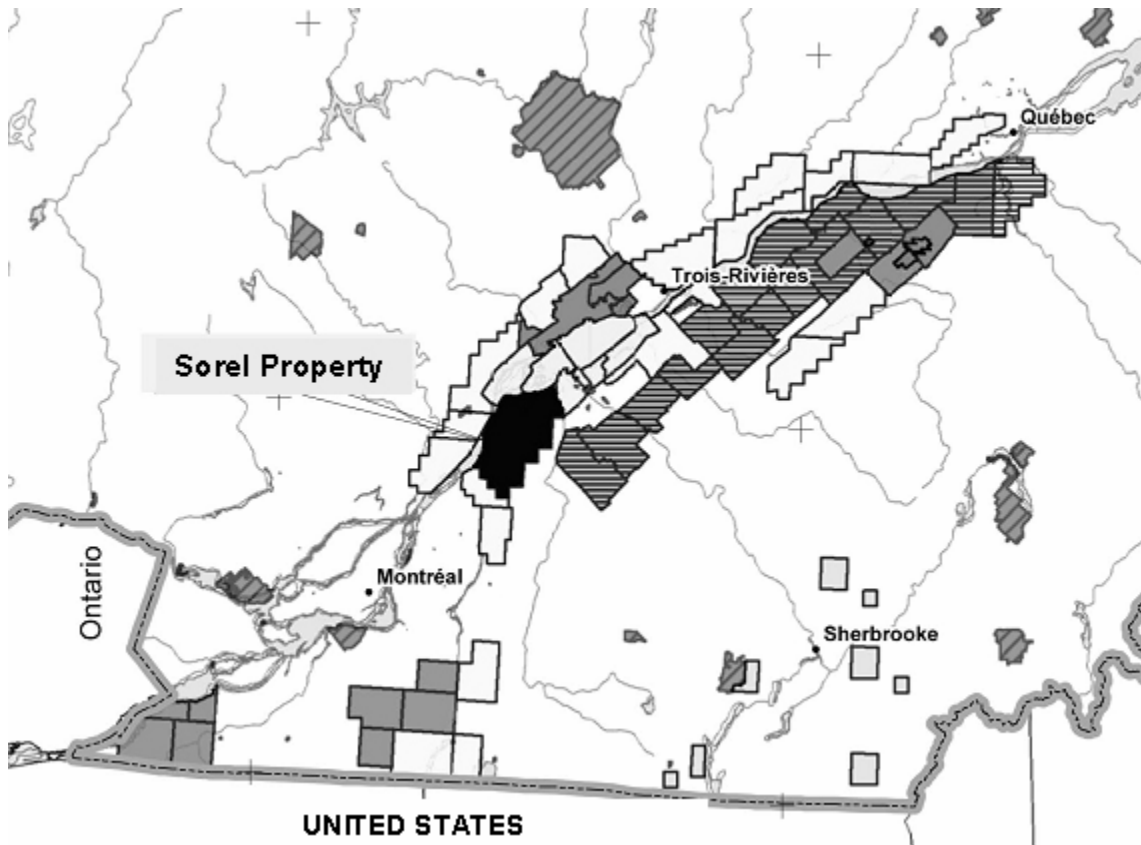 Québec
Trois-Rivières
Sorel Property
Ontario
Montréal
Sherbrooke
UNITED STATES